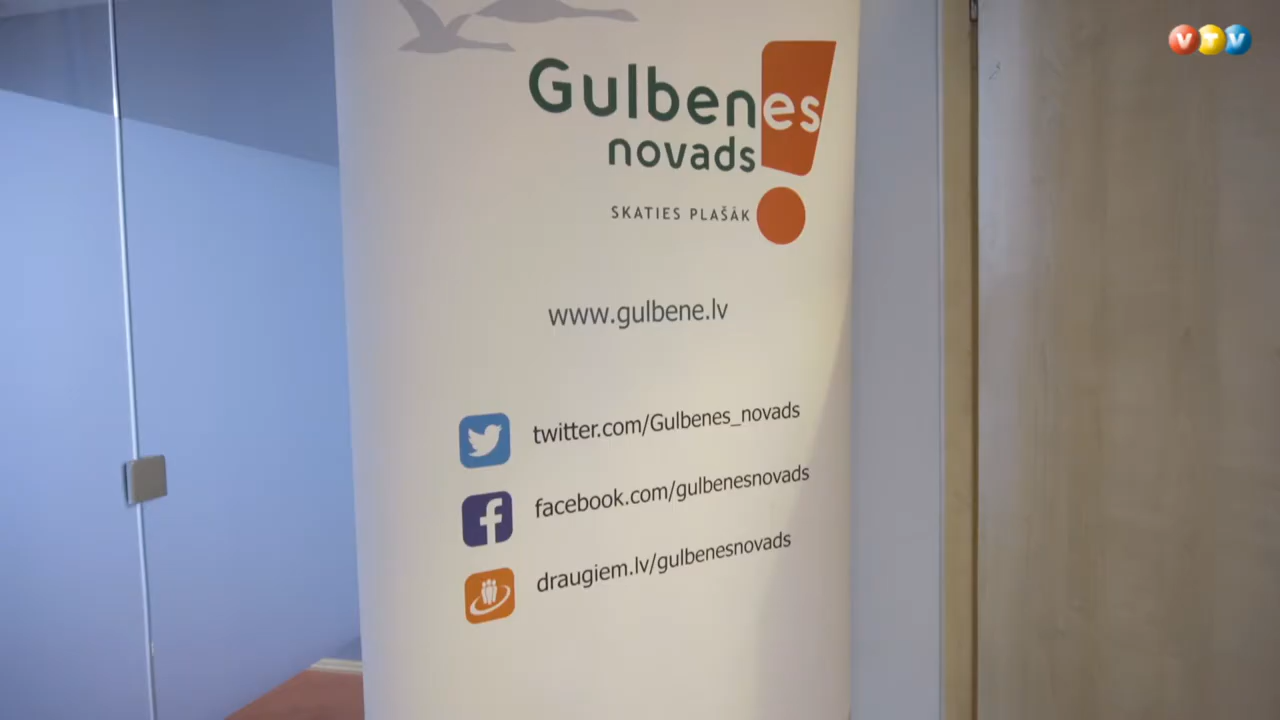 VTV
Gulbenes
novads
SKATIES PLAŠĀK
www.gulbene.lv
twitter.com/Gulbenes_novads
facebook.com/gulbenesnovads
draugiem.lv/gulbenesnovads